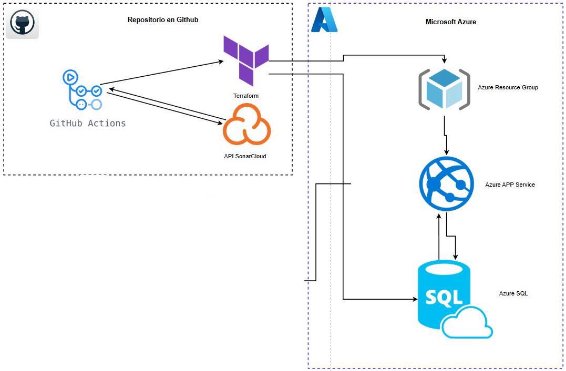 Repositorio en Github
Microsoft Azure
Terraform
Azure Resource Group
GitHub Actions
API SonarCloud
Azure APP Service
SQL
Azure SQL